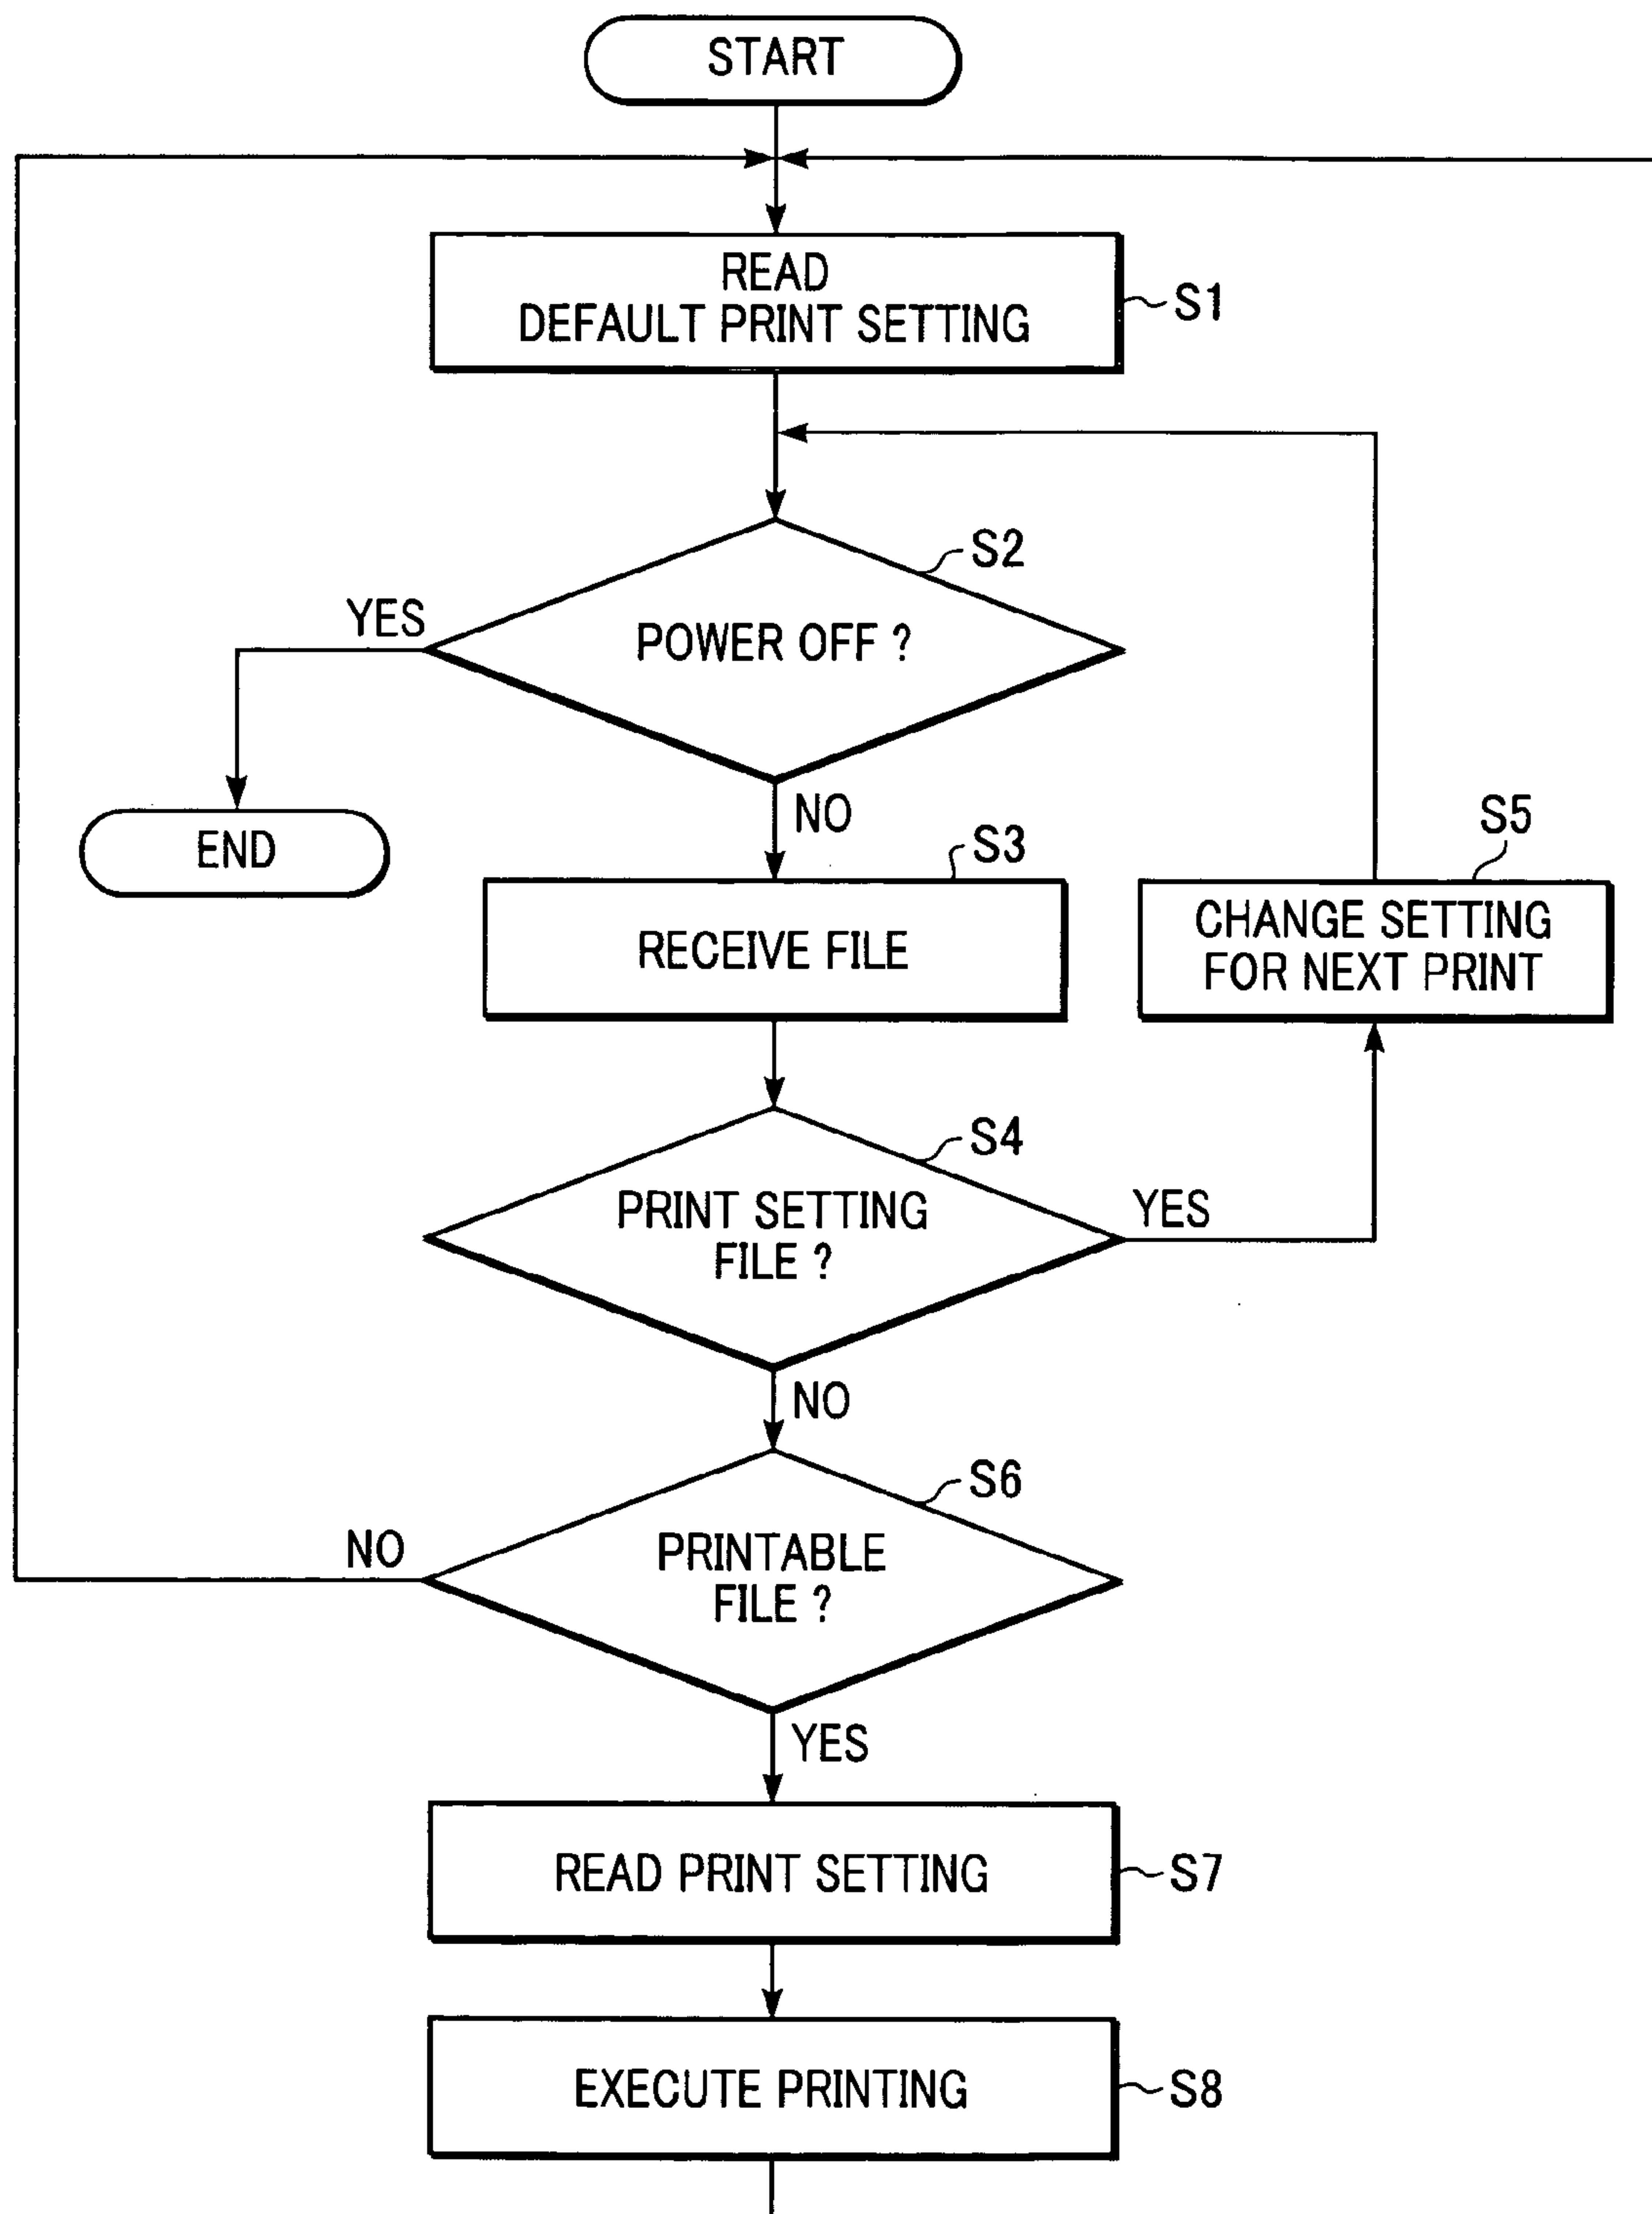 START
READ
DEFAULT PRINT SETTING
S1
S2
YES
POWER OFF ?
NO
END
S3
S5
RECEIVE FILE
CHANGE SETTING
FOR NEXT PRINT
S4
PRINT SETTING
FILE ?
YES
NO
S6
NO
PRINTABLE
FILE ?
YES
READ PRINT SETTING
S7
EXECUTE PRINTING
S8